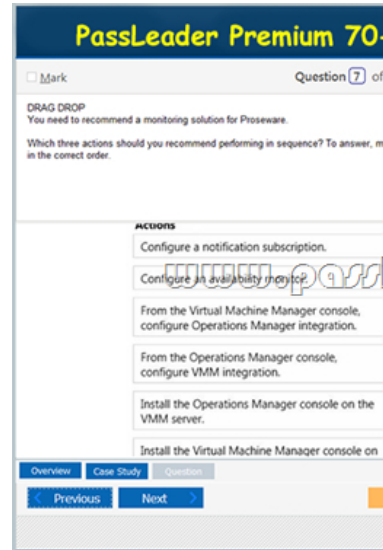 PassLeader Premium 70-
Mark
Question 7 of
DRAG DROP
You need to recommend a monitoring solution for Proseware.
Which three actions should you recommend performing in sequence? To answer, m
in the correct order.
Actions
Configure a notification subscription.
Configure an availability monitor.
www.pass
From the Virtual Machine Manager console,
configure Operations Manager integration.
From the Operations Manager console,
configure VMM integration.
Install the Operations Manager console on the
VMM server.
Install the Virtual Machine Manager console on
Overview Case Study Question
Previous Next